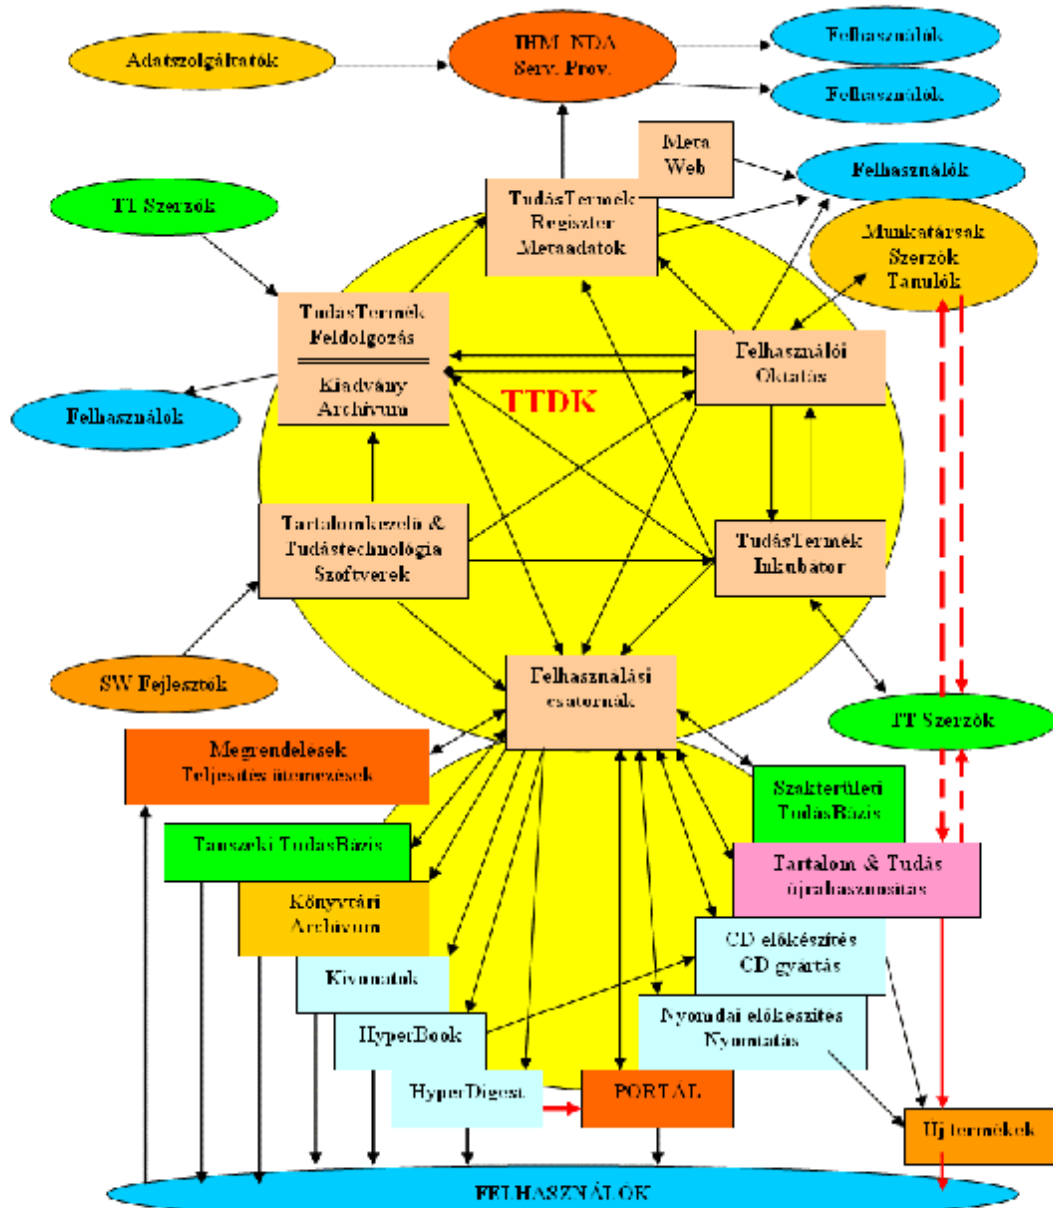 IHM NDA
Serv. Prov.
Adatszolgáltatók
Felhasználók
Felhasználók
Meta
Web
Felhasználók
TT Szerzők
TudásTermék
Regiszter
Metaadatok
Munkatársak
Szerzők
Tanulók
TudásTermék
Feldolgozás
Kiadvány
Archívum
Felhasználói
Oktatás
TTDK
Felhasználók
Tartalomkezelő &
Tudástechnológia
Szoftverek
TudásTermék
Inkubátor
SW Fejlesztők
Felhasználási
csatornák
TT Szerzők
Megrendelések
Teljesítés ütemezések
Szakterületi
TudásBázis
Tanszéki TudásBázis
Tartalom & Tudás
újrahasznosítás
Könyvtári
Archívum
CD előkészítés
CD gyártás
Kivonatok
Nyomdai előkészítés
Nyomtatás
HyperBook
HyperDigest
PORTÁL
Új termékek
FELHASZNÁLÓK